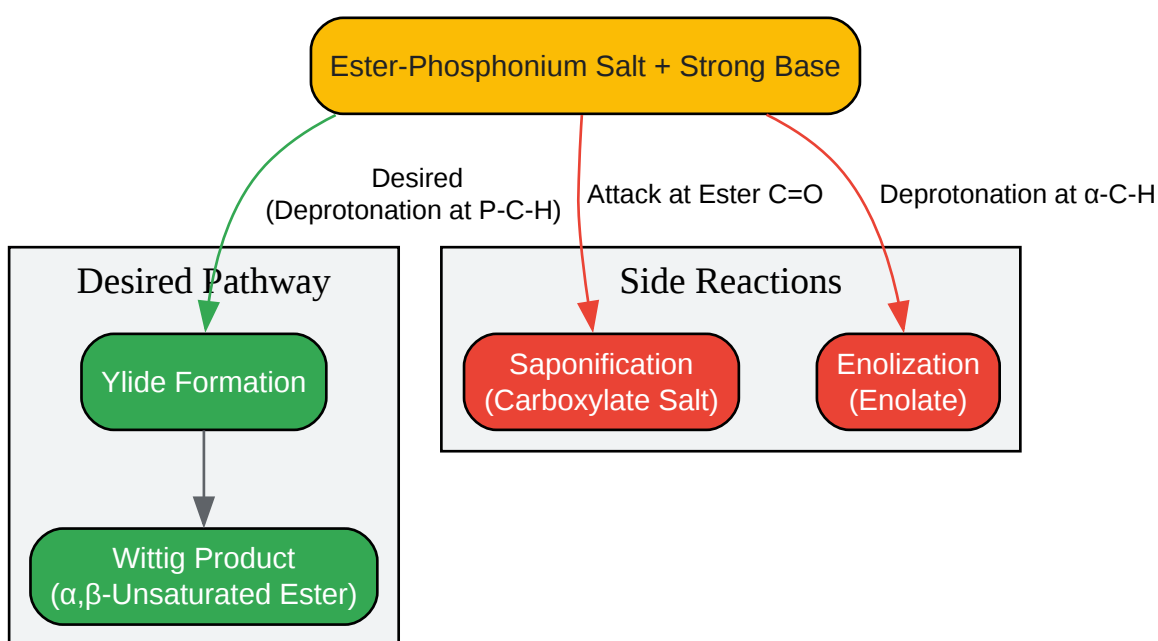 Ester-Phosphonium Salt + Strong Base
Desired
(Deprotonation at P-C-H)
Attack at Ester C=O
Deprotonation at α-C-H
Desired Pathway
Side Reactions
Ylide Formation
Saponification
(Carboxylate Salt)
Enolization
(Enolate)
Wittig Product
(α,β-Unsaturated Ester)